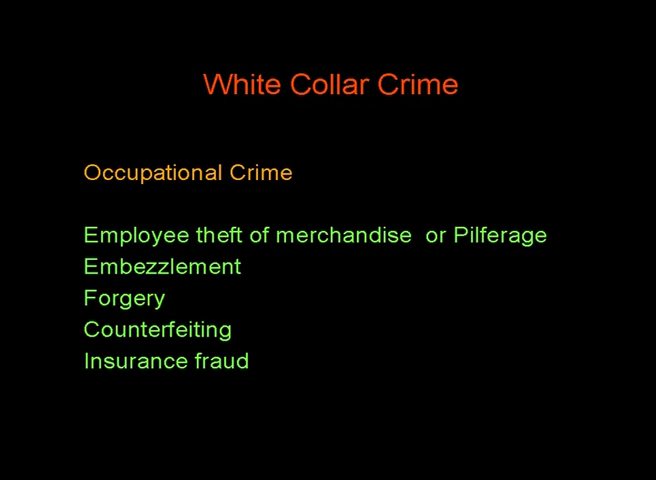 White Collar Crime
Occupational Crime
Employee theft of merchandise  or Pilferage
Embezzlement
Forgery
Counterfeiting
Insurance fraud